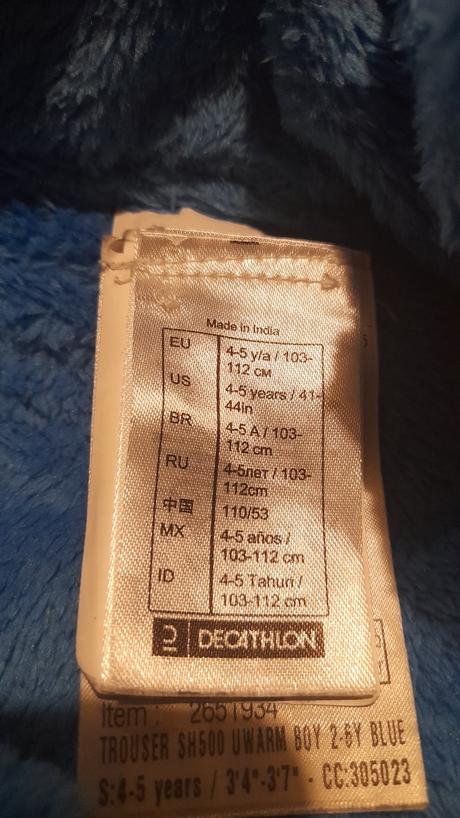 Made in India
EU 4-5 y/a / 103-
112 см
US 4-5 years / 41-
44in
BR 4-5 A / 103-
112 cm
RU 4-5лет / 103-
112cm
中国 110/53
MX 4-5 años /
103-112 cm
ID 4-5 Tahun /
103-112 cm
DECATHLON
Item : 2651934
TROUSER SH500 UWARM BOY 2-6Y BLUE
S:4-5 years / 3'4"-3'7" - CC:305023